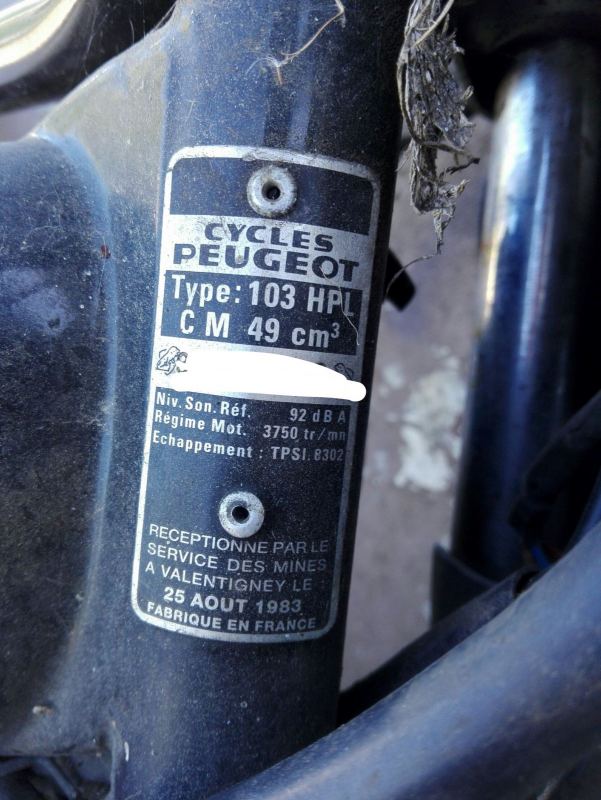 CYCLES
PEUGEOT
Type: 103 HPL
C M 49 cm³
Niv. Son. Réf. 92 d B A
Régime Mot. 3750 tr/mn
Echappement : TPSI. 8302
RECEPTIONNE PAR LE
SERVICE DES MINES
A VALENTIGNEY LE :
25 AOUT 1983
FABRIQUE EN FRANCE